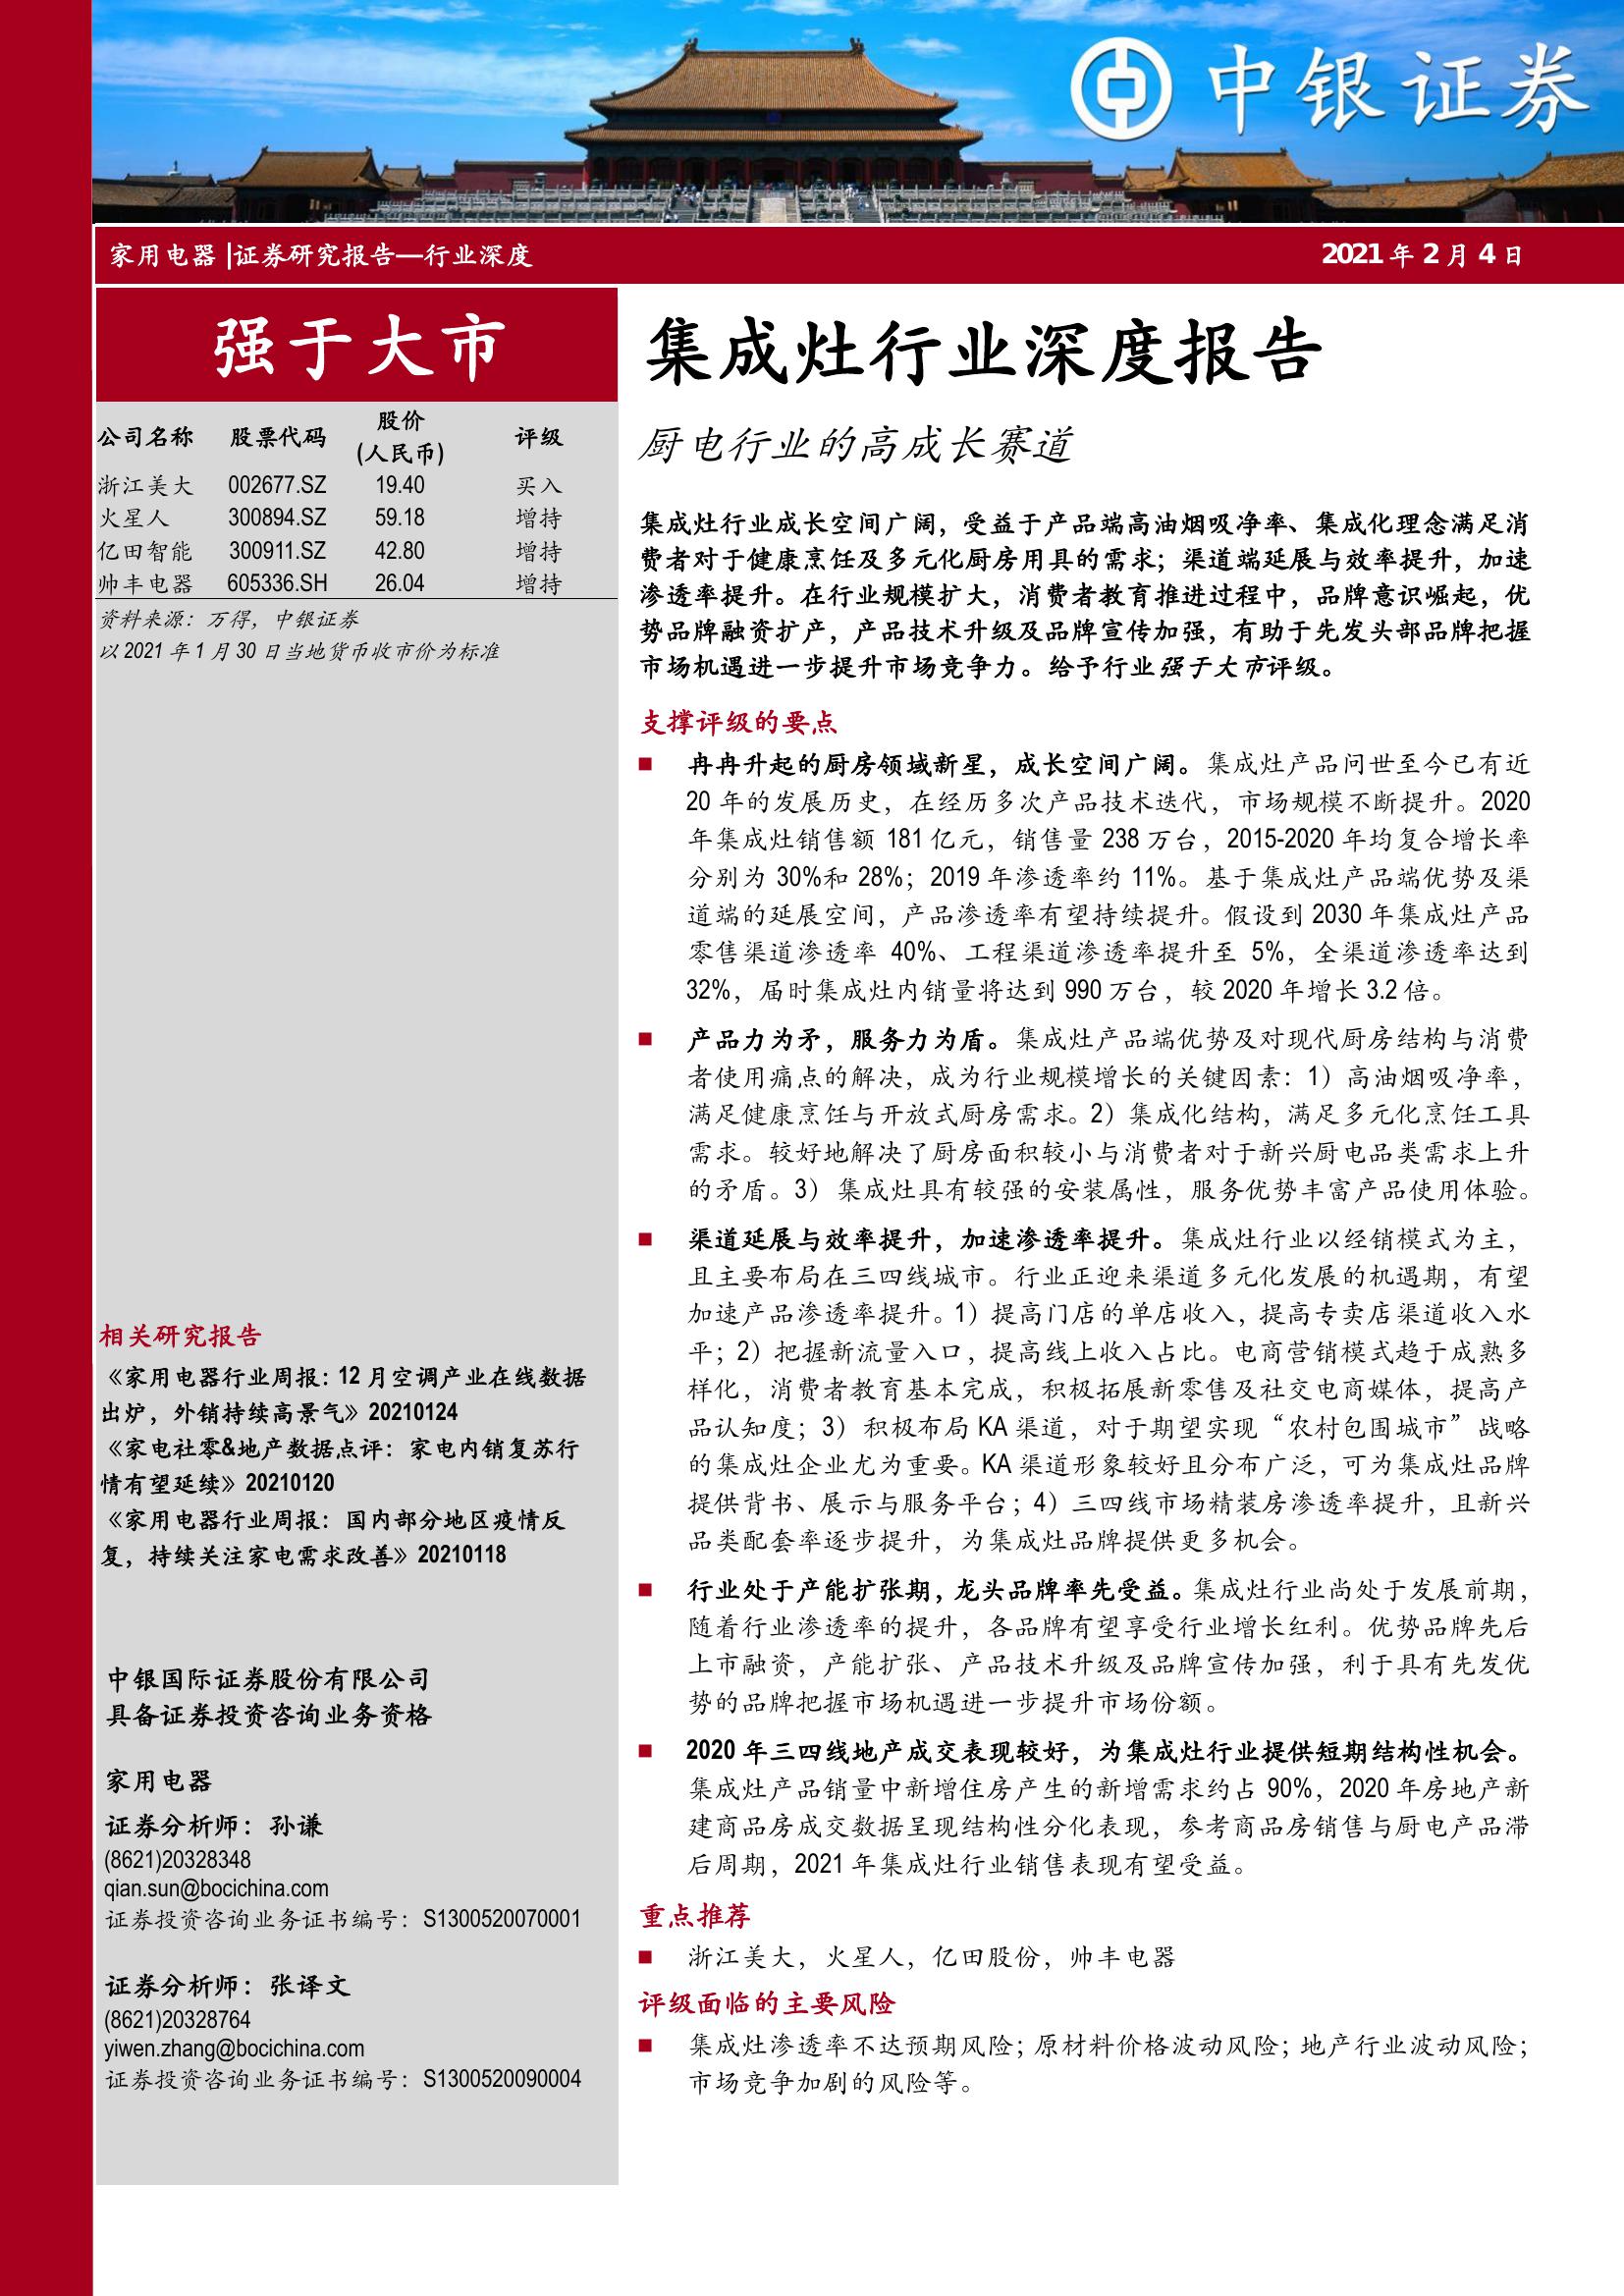 中银证券
家用电器 |证券研究报告—行业深度
2021 年 2 月 4 日
强于大市
公司名称 股票代码 股价 (人民币) 评级
浙江美大 002677.SZ 19.40 买入
火星人 300894.SZ 59.18 增持
亿田智能 300911.SZ 42.80 增持
帅丰电器 605336.SH 26.04 增持
资料来源：万得，中银证券
以 2021 年 1 月 30 日当地货币收市价为标准
相关研究报告
《家用电器行业周报：12 月空调产业在线数据
出炉，外销持续高景气》20210124
《家电社零&地产数据点评：家电内销复苏行
情有望延续》20210120
《家用电器行业周报：国内部分地区疫情反
复，持续关注家电需求改善》20210118
中银国际证券股份有限公司
具备证券投资咨询业务资格
家用电器
证券分析师：孙谦
(8621)20328348
qian.sun@bocichina.com
证券投资咨询业务证书编号：S1300520070001
证券分析师：张译文
(8621)20328764
yiwen.zhang@bocichina.com
证券投资咨询业务证书编号：S1300520090004
集成灶行业深度报告
厨电行业的高成长赛道
集成灶行业成长空间广阔，受益于产品端高油烟吸净率、集成化理念满足消
费者对于健康烹饪及多元化厨房用具的需求；渠道端延展与效率提升，加速
渗透率提升。在行业规模扩大，消费者教育推进过程中，品牌意识崛起，优
势品牌融资扩产，产品技术升级及品牌宣传加强，有助于先发头部品牌把握
市场机遇进一步提升市场竞争力。给予行业强于大市评级。
支撑评级的要点
■ 冉冉升起的厨房领域新星，成长空间广阔。集成灶产品问世至今已有近
20 年的发展历史，在经历多次产品技术迭代，市场规模不断提升。2020
年集成灶销售额 181 亿元，销售量 238 万台，2015-2020 年均复合增长率
分别为 30%和 28%；2019 年渗透率约 11%。基于集成灶产品端优势及渠
道端的延展空间，产品渗透率有望持续提升。假设到 2030 年集成灶产品
零售渠道渗透率 40%、工程渠道渗透率提升至 5%，全渠道渗透率达到
32%，届时集成灶内销量将达到 990 万台，较 2020 年增长 3.2 倍。
■ 产品力为矛，服务力为盾。集成灶产品端优势及对现代厨房结构与消费
者使用痛点的解决，成为行业规模增长的关键因素：1）高油烟吸净率，
满足健康烹饪与开放式厨房需求。2）集成化结构，满足多元化烹饪工具
需求。较好地解决了厨房面积较小与消费者对于新兴厨电品类需求上升
的矛盾。3）集成灶具有较强的安装属性，服务优势丰富产品使用体验。
■ 渠道延展与效率提升，加速渗透率提升。集成灶行业以经销模式为主，
且主要布局在三四线城市。行业正迎来渠道多元化发展的机遇期，有望
加速产品渗透率提升。1）提高门店的单店收入，提高专卖店渠道收入水
平；2）把握新流量入口，提高线上收入占比。电商营销模式趋于成熟多
样化，消费者教育基本完成，积极拓展新零售及社交电商媒体，提高产
品认知度；3）积极布局 KA 渠道，对于期望实现“农村包围城市”战略
的集成灶企业尤为重要。KA 渠道形象较好且分布广泛，可为集成灶品牌
提供背书、展示与服务平台；4）三四线市场精装房渗透率提升，且新兴
品类配套率逐步提升，为集成灶品牌提供更多机会。
■ 行业处于产能扩张期，龙头品牌率先受益。集成灶行业尚处于发展前期，
随着行业渗透率的提升，各品牌有望享受行业增长红利。优势品牌先后
上市融资，产能扩张、产品技术升级及品牌宣传加强，利于具有先发优
势的品牌把握市场机遇进一步提升市场份额。
■ 2020 年三四线地产成交表现较好，为集成灶行业提供短期结构性机会。
集成灶产品销量中新增住房产生的新增需求约占 90%，2020 年房地产新
建商品房成交数据呈现结构性分化表现，参考商品房销售与厨电产品滞
后周期，2021 年集成灶行业销售表现有望受益。
重点推荐
■ 浙江美大，火星人，亿田股份，帅丰电器
评级面临的主要风险
■ 集成灶渗透率不达预期风险；原材料价格波动风险；地产行业波动风险；
市场竞争加剧的风险等。